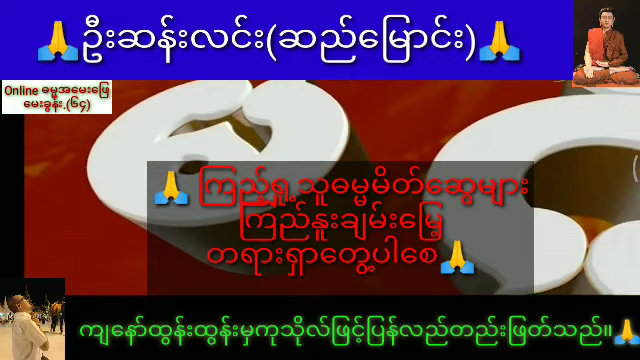 🙏ဦးဆန်းလင်း(ဆည်မြောင်း)🙏
Online ဓမ္မအမေးဖြေ
မေးခွန်း.(၆၄)
🙏 ကြည့်ရှု့သူဓမ္မမိတ်ဆွေများ
ကြည်နူးချမ်းမြေ့
တရားရှာတွေ့ပါစေ🙏
ကျနော်ထွန်းထွန်းမှကုသိုလ်ဖြင့်ပြန်လည်တည်းဖြတ်သည်။🙏